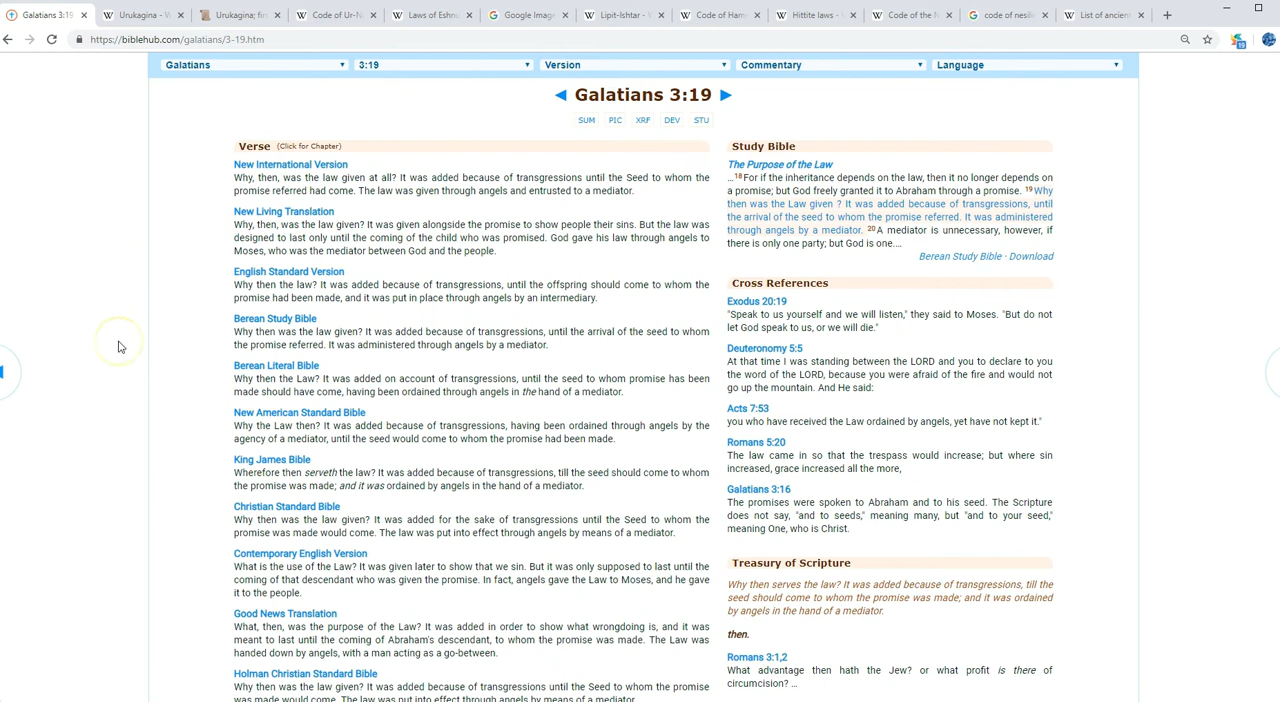 Galatians 3:19
Urukagina - W
Urukagina; fir
Code of Ur-N
Laws of Eshnu
Google Image
Lipit-Ishtar - W
Code of Ham
Hittite laws -
Code of the N
code of nesili
List of ancient
https://biblehub.com/galatians/3-19.htm
19
Galatians
3:19
Version
Commentary
Language
Galatians 3:19
SUM PIC XRF DEV STU
Verse (Click for Chapter)
New International Version
Why, then, was the law given at all? It was added because of transgressions until the Seed to whom the
promise referred had come. The law was given through angels and entrusted to a mediator.
New Living Translation
Why, then, was the law given? It was given alongside the promise to show people their sins. But the law was
designed to last only until the coming of the child who was promised. God gave his law through angels to
Moses, who was the mediator between God and the people.
English Standard Version
Why then the law? It was added because of transgressions, until the offspring should come to whom the
promise had been made, and it was put in place through angels by an intermediary.
Berean Study Bible
Why then was the law given? It was added because of transgressions, until the arrival of the seed to whom
the promise referred. It was administered through angels by a mediator.
Berean Literal Bible
Why then the Law? It was added on account of transgressions, until the seed to whom promise has been
made should have come, having been ordained through angels in the hand of a mediator.
New American Standard Bible
Why the Law then? It was added because of transgressions, having been ordained through angels by the
agency of a mediator, until the seed would come to whom the promise had been made.
King James Bible
Wherefore then serveth the law? It was added because of transgressions, till the seed should come to whom
the promise was made; and it was ordained by angels in the hand of a mediator.
Christian Standard Bible
Why then was the law given? It was added for the sake of transgressions until the Seed to whom the
promise was made would come. The law was put into effect through angels by means of a mediator.
Contemporary English Version
What is the use of the Law? It was given later to show that we sin. But it was only supposed to last until the
coming of that descendant who was given the promise. In fact, angels gave the Law to Moses, and he gave
it to the people.
Good News Translation
What, then, was the purpose of the Law? It was added in order to show what wrongdoing is, and it was
meant to last until the coming of Abraham's descendant, to whom the promise was made. The Law was
handed down by angels, with a man acting as a go-between.
Holman Christian Standard Bible
Why then was the law given? It was added because of transgressions until the Seed to whom the promise
was made would come. The law was put into effect through angels by means of a mediator.
Study Bible
The Purpose of the Law
…18For if the inheritance depends on the law, then it no longer depends on
a promise; but God freely granted it to Abraham through a promise. 19Why
then was the Law given ? It was added because of transgressions, until
the arrival of the seed to whom the promise referred. It was administered
through angels by a mediator. 20A mediator is unnecessary, however, if
there is only one party; but God is one.…
Berean Study Bible · Download
Cross References
Exodus 20:19
"Speak to us yourself and we will listen," they said to Moses. "But do not
let God speak to us, or we will die."
Deuteronomy 5:5
At that time I was standing between the LORD and you to declare to you
the word of the LORD, because you were afraid of the fire and would not
go up the mountain. And He said:
Acts 7:53
you who have received the Law ordained by angels, yet have not kept it."
Romans 5:20
The law came in so that the trespass would increase; but where sin
increased, grace increased all the more,
Galatians 3:16
The promises were spoken to Abraham and to his seed. The Scripture
does not say, "and to seeds," meaning many, but "and to your seed,"
meaning One, who is Christ.
Treasury of Scripture
Why then serves the law? It was added because of transgressions, till the
seed should come to whom the promise was made; and it was ordained
by angels in the hand of a mediator.
then.
Romans 3:1,2
What advantage then hath the Jew? or what profit is there of
circumcision? …